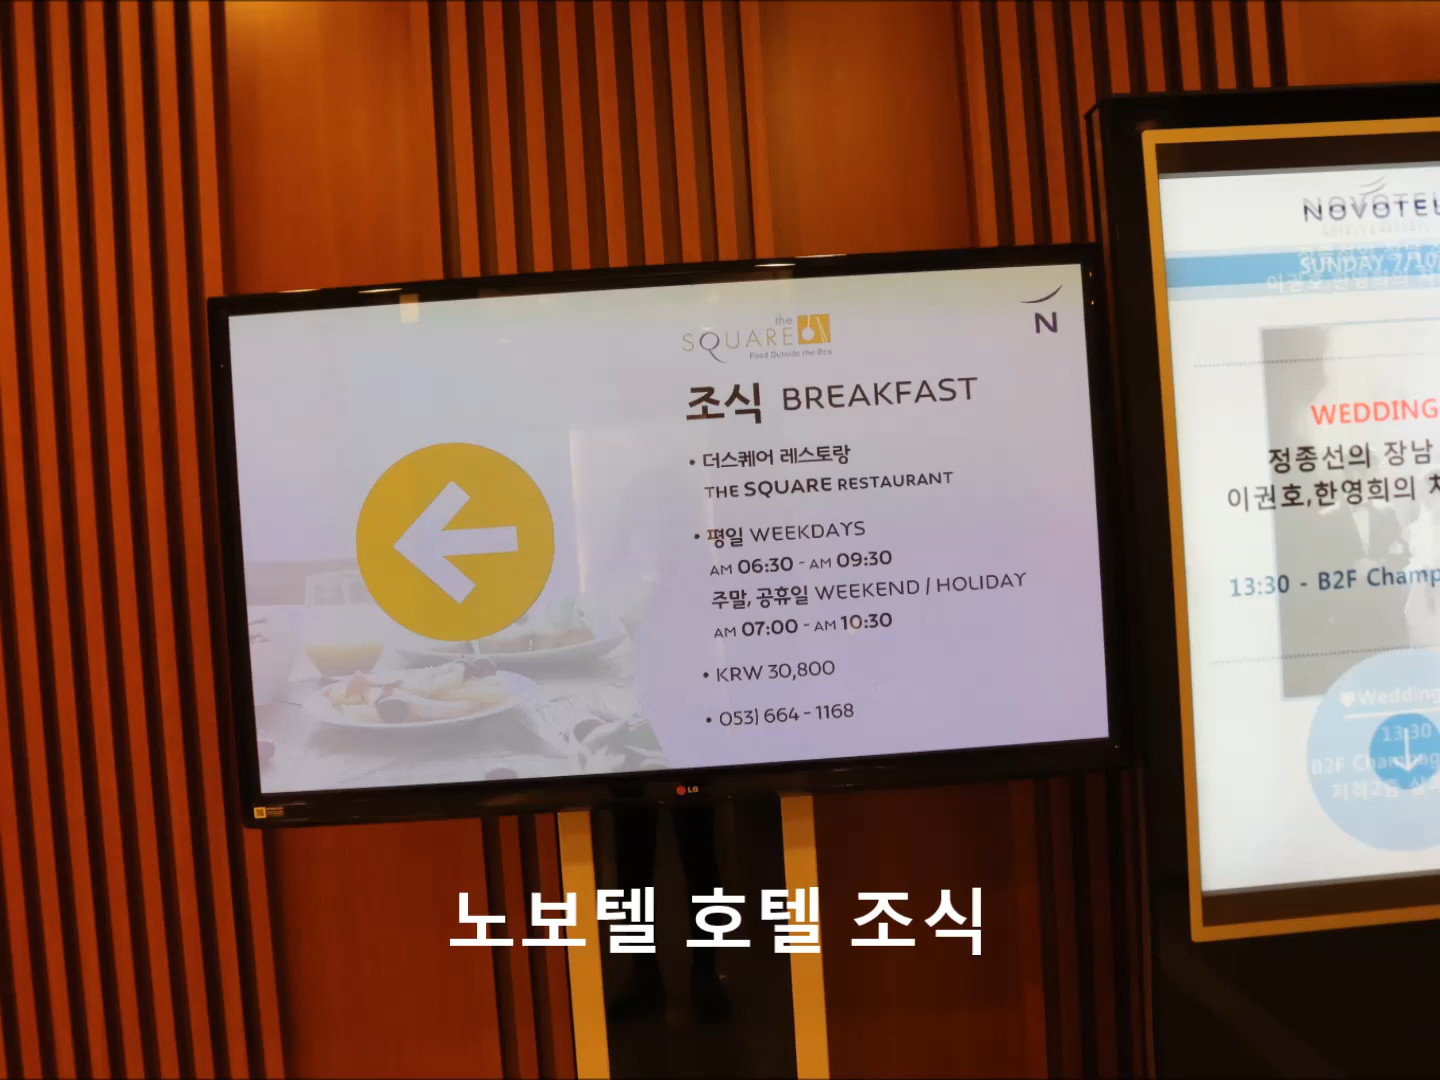 the
SQUARE
Food Outside the Box
N
조식 BREAKFAST
• 더스퀘어 레스토랑
THE SQUARE RESTAURANT
• 평일 WEEKDAYS
AM 06:30 - AM 09:30
주말, 공휴일 WEEKEND / HOLIDAY
AM 07:00 - AM 10:30
• KRW 30,800
• 053) 664 - 1168
LG
NOVOTEL
SUNDAY 7/10
WEDDING
정종선의 장남
이권호,한영희의
13:30 - B2F Champ
Wedding
13:30
B2F Champag
노보텔 호텔 조식